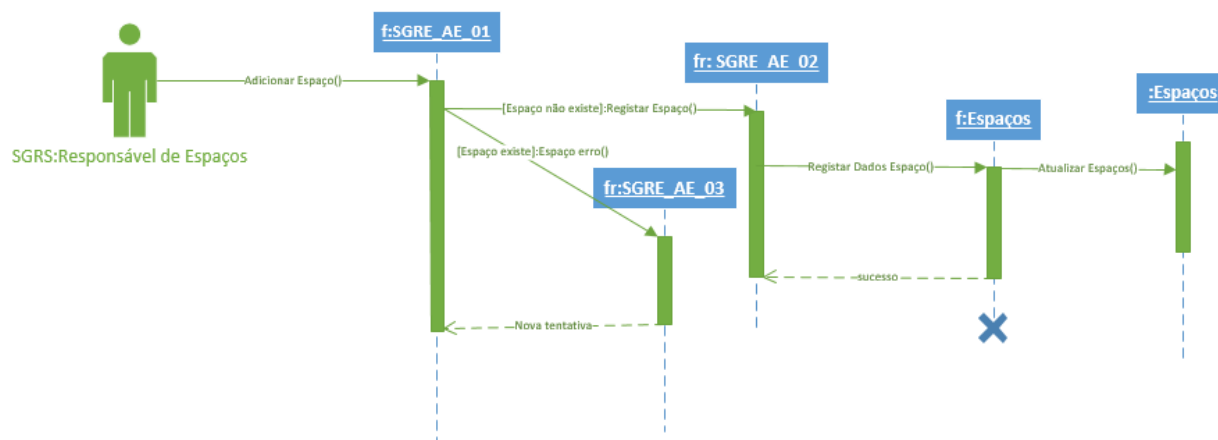 f:SGRE_AE_01
fr: SGRE_AE_02
:Espaços
Adicionar Espaço()
[Espaço não existe]:Registar Espaço()
f:Espaços
SGRS:Responsável de Espaços
[Espaço existe]:Espaço erro()
Registar Dados Espaço()
Atualizar Espaços()
fr:SGRE_AE_03
sucesso
Nova tentativa